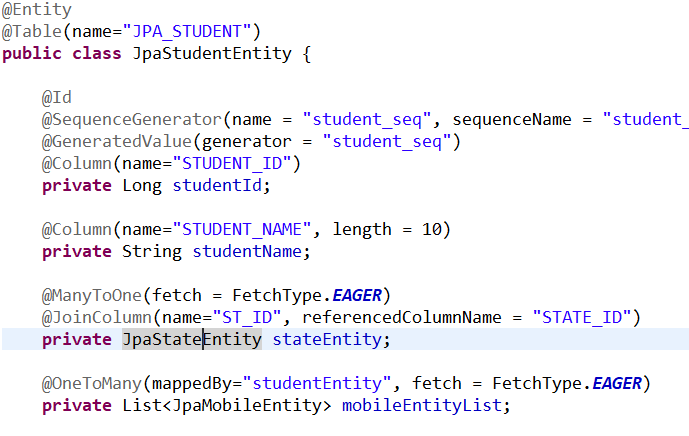 @Entity
@Table(name="JPA_STUDENT")
public class JpaStudentEntity {
@Id
@SequenceGenerator(name = "student_seq", sequenceName = "student_
@GeneratedValue(generator = "student_seq")
@Column(name="STUDENT_ID")
private Long studentId;
@Column(name="STUDENT_NAME", length = 10)
private String studentName;
@ManyToOne(fetch = FetchType.EAGER)
@JoinColumn(name="ST_ID", referencedColumnName = "STATE_ID")
private JpaStateEntity stateEntity;
@OneToMany(mappedBy="studentEntity", fetch = FetchType.EAGER)
private List<JpaMobileEntity> mobileEntityList;